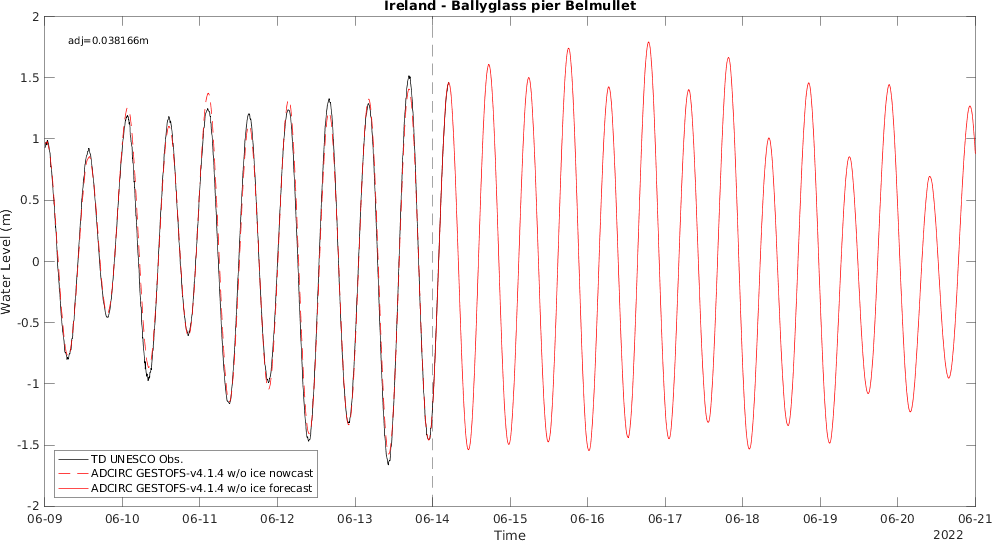 Ireland - Ballyglass pier Belmullet
adj=0.038166m
2
1.5
1
0.5
0
-0.5
-1
-1.5
-2
Water Level (m)
TD UNESCO Obs.
ADCIRC GESTOFS-v4.1.4 w/o ice nowcast
ADCIRC GESTOFS-v4.1.4 w/o ice forecast
06-09 06-10 06-11 06-12 06-13 06-14 06-15 06-16 06-17 06-18 06-19 06-20 06-21
Time
2022